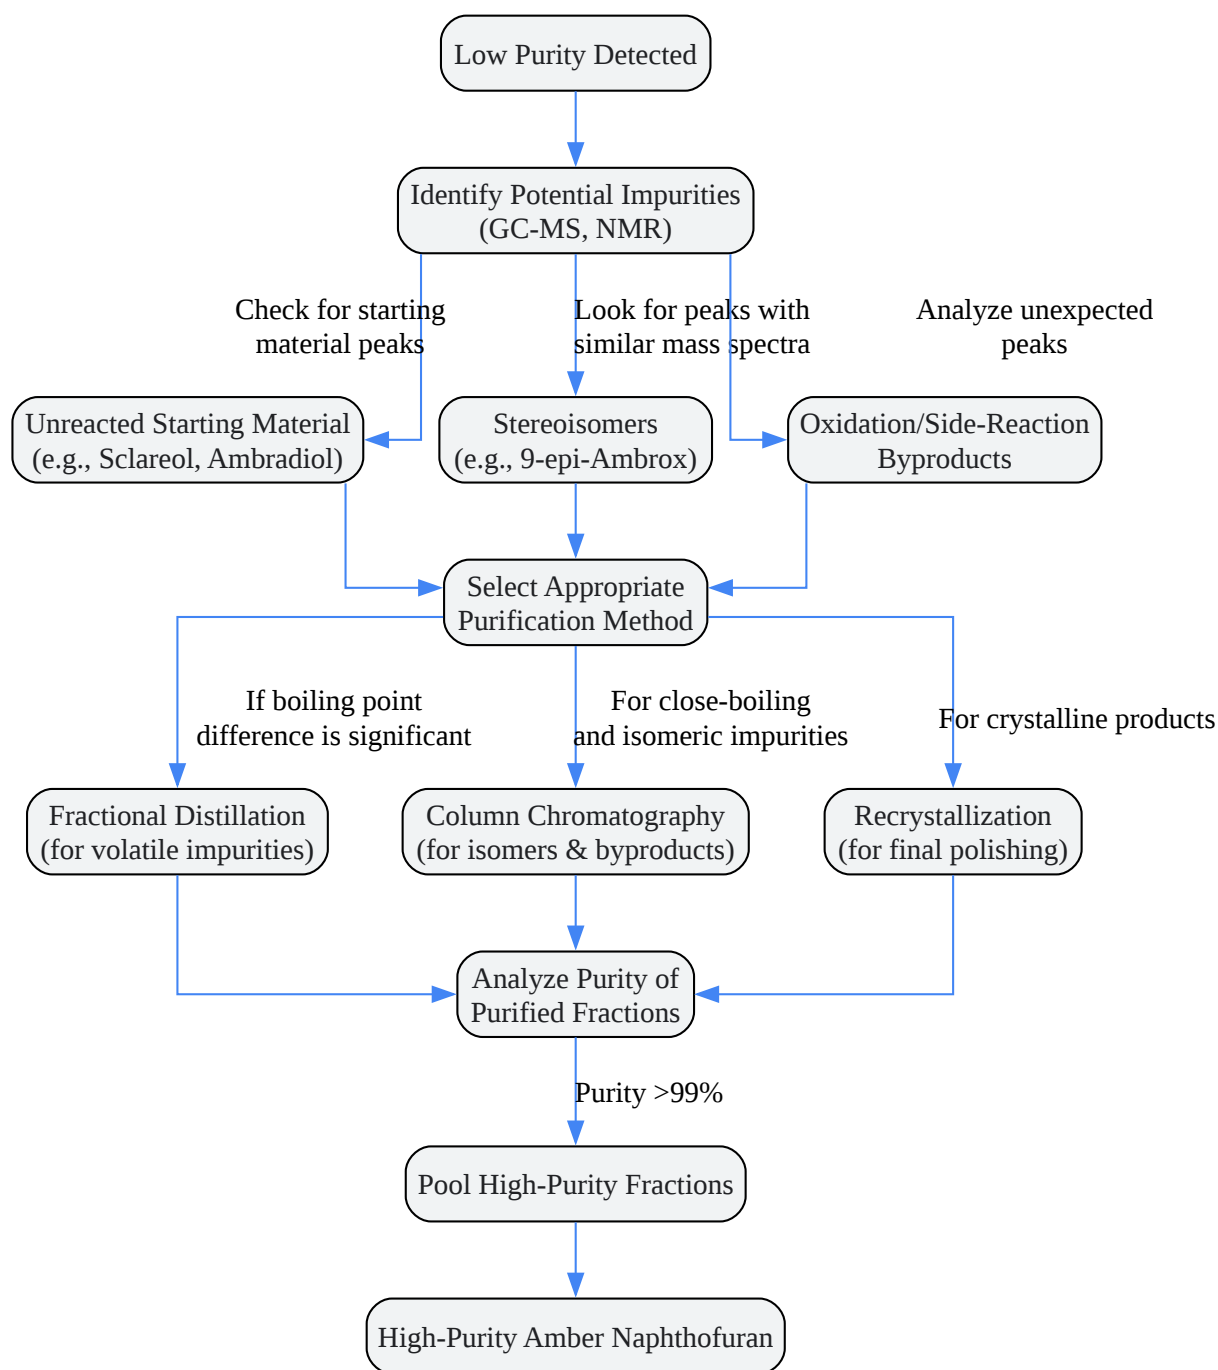 Low Purity Detected
Identify Potential Impurities
(GC-MS, NMR)
Check for starting
material peaks
Look for peaks with
similar mass spectra
Analyze unexpected
peaks
Unreacted Starting Material
(e.g., Sclareol, Ambradiol)
Stereoisomers
(e.g., 9-epi-Ambrox)
Oxidation/Side-Reaction
Byproducts
Select Appropriate
Purification Method
If boiling point
difference is significant
For close-boiling
and isomeric impurities
For crystalline products
Fractional Distillation
(for volatile impurities)
Column Chromatography
(for isomers & byproducts)
Recrystallization
(for final polishing)
Analyze Purity of
Purified Fractions
Purity >99%
Pool High-Purity Fractions
High-Purity Amber Naphthofuran